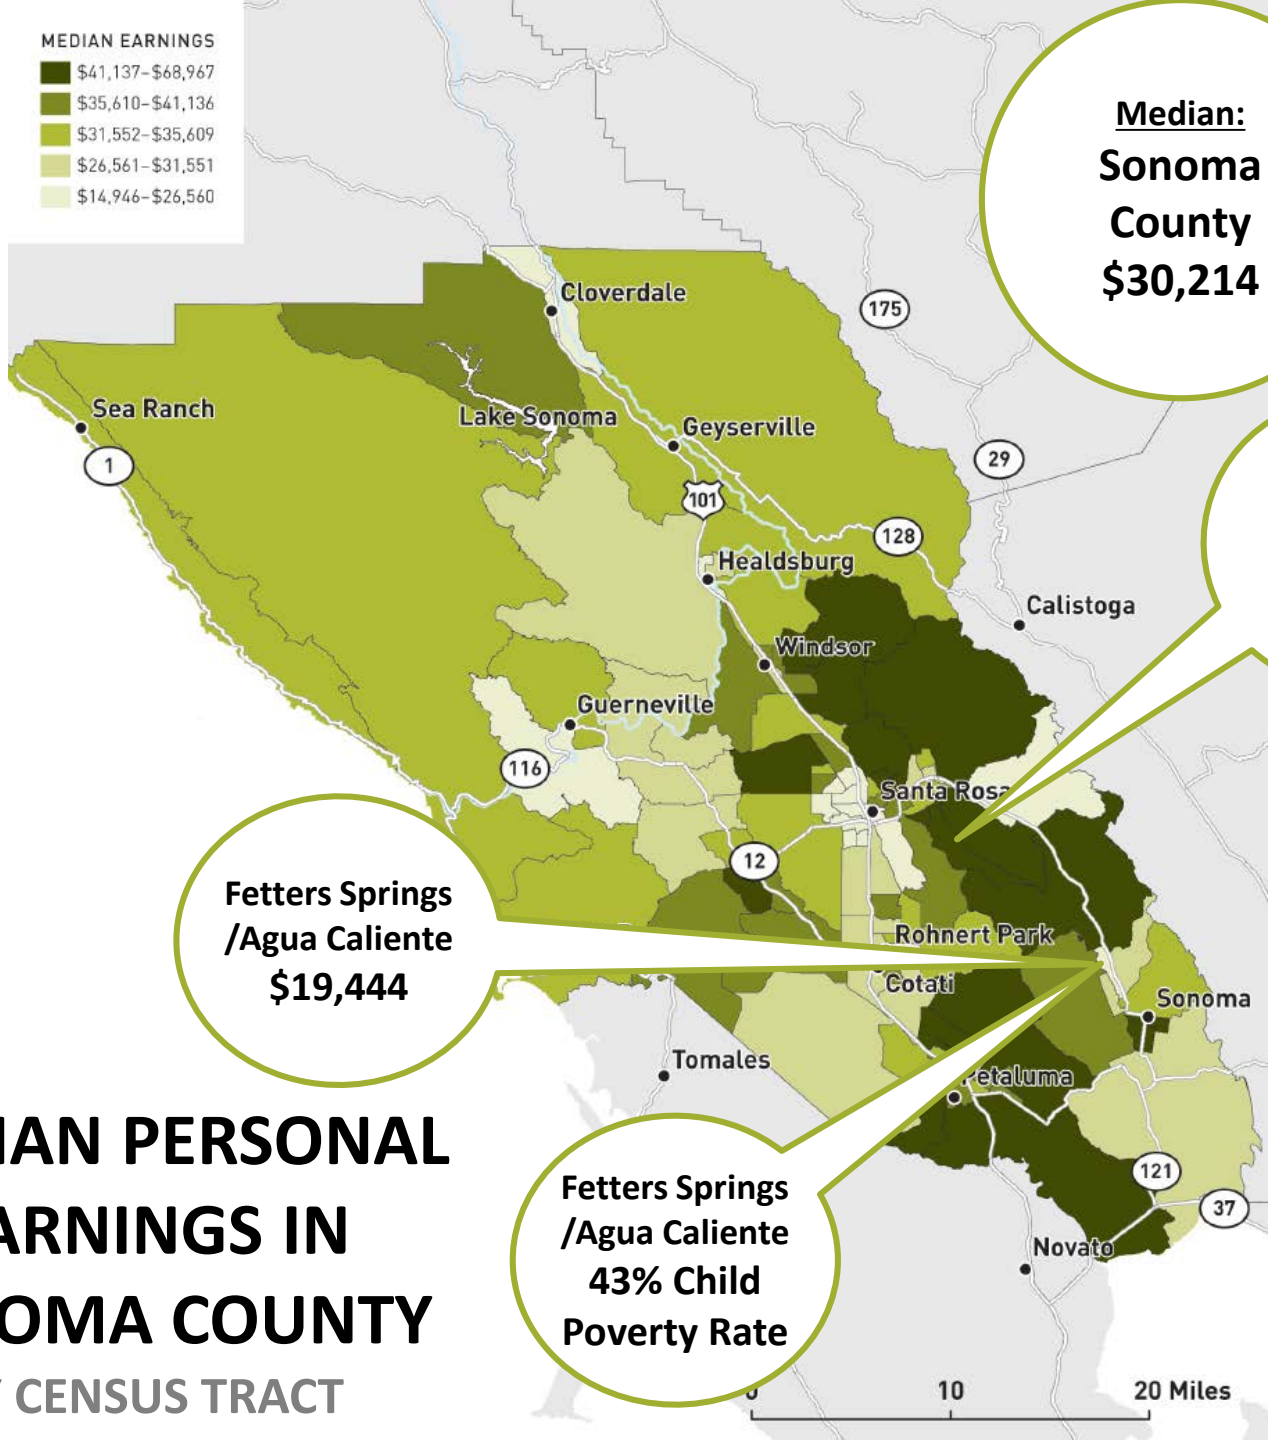 MEDIAN EARNINGS
$41,137–$68,967
$35,610–$41,136
$31,552–$35,609
$26,561–$31,551
$14,946–$26,560
Median:
Sonoma
County
$30,214
Cloverdale
175
Sea Ranch
Lake Sonoma
Geyserville
1
29
101
128
Healdsburg
Calistoga
Windsor
Guerneville
116
Santa Rosa
12
Fetters Springs
/Agua Caliente
$19,444
Rohnert Park
Cotati
Sonoma
Tomales
Petaluma
IAN PERSONAL
ARNINGS IN
OMA COUNTY
Y CENSUS TRACT
Fetters Springs
/Agua Caliente
43% Child
Poverty Rate
121
37
Novato
0 10 20 Miles